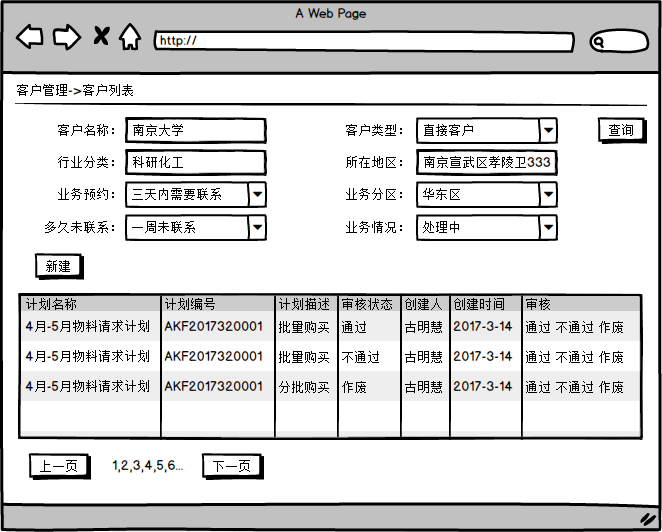 A Web Page
http://
客户管理->客户列表
客户名称： 南京大学 客户类型： 直接客户 查询
行业分类： 科研化工 所在地区： 南京宣武区孝陵卫333
业务预约： 三天内需要联系 业务分区： 华东区
多久未联系： 一周未联系 业务情况： 处理中
新建
计划名称 计划编号 计划描述 审核状态 创建人 创建时间 审核
4月-5月物料请求计划 AKF2017320001 批量购买 通过 古明慧 2017-3-14 通过 不通过 作废
4月-5月物料请求计划 AKF2017320001 批量购买 不通过 古明慧 2017-3-14 通过 不通过 作废
4月-5月物料请求计划 AKF2017320001 分批购买 作废 古明慧 2017-3-14 通过 不通过 作废
上一页 1,2,3,4,5,6... 下一页